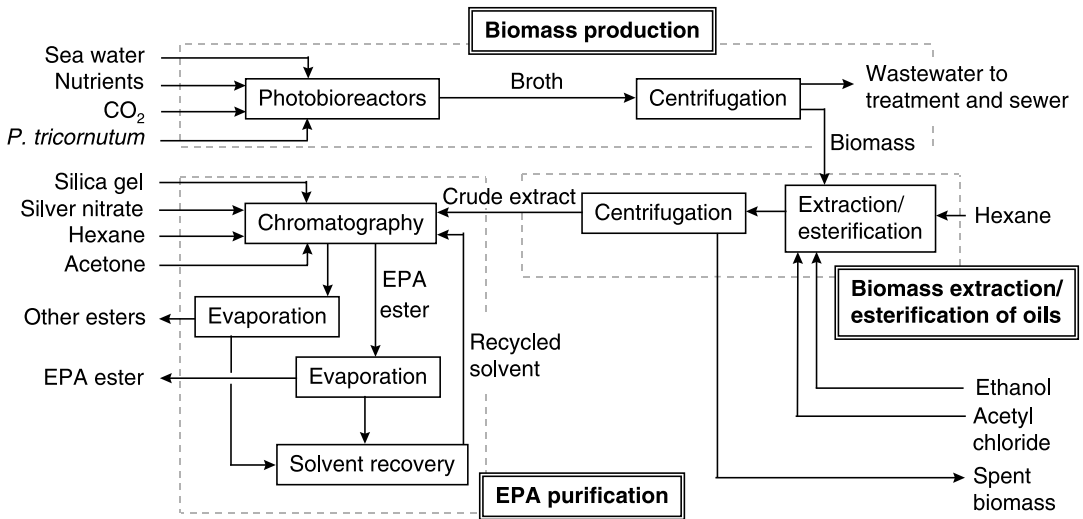 Biomass production
Sea water
Nutrients
CO₂
P. tricornutum
Photobioreactors
Broth
Centrifugation
Wastewater to
treatment and sewer
Biomass
Silica gel
Silver nitrate
Hexane
Acetone
Chromatography
Crude extract
Centrifugation
Extraction/
esterification
Hexane
Biomass extraction/
esterification of oils
EPA
ester
Other esters
Evaporation
Recycled
solvent
EPA ester
Evaporation
Ethanol
Acetyl
chloride
Solvent recovery
Spent
biomass
EPA purification